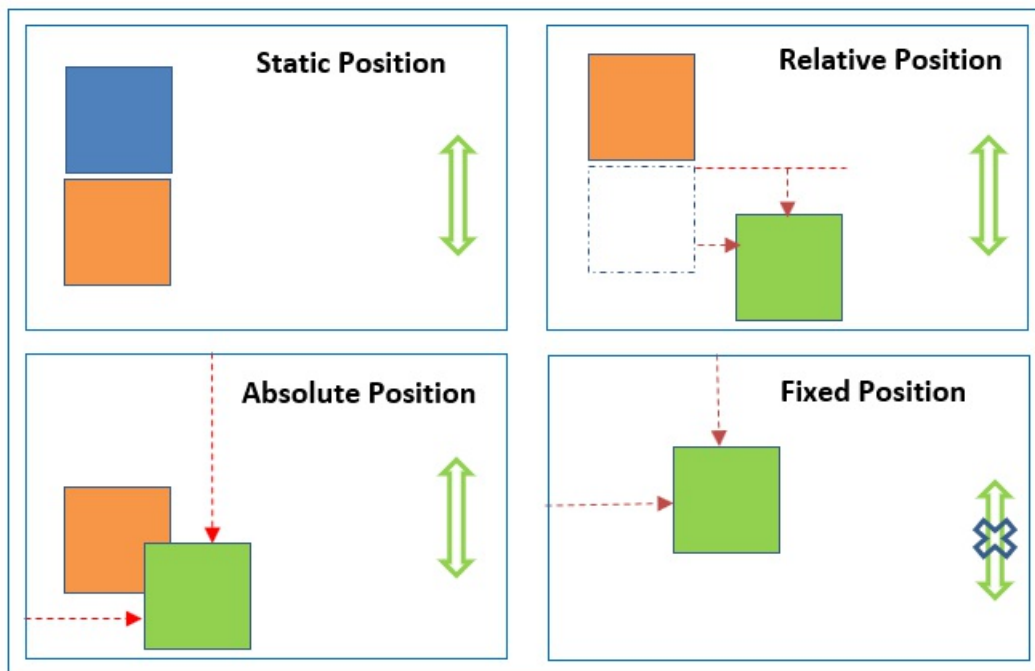 Static Position
Relative Position
Absolute Position
Fixed Position